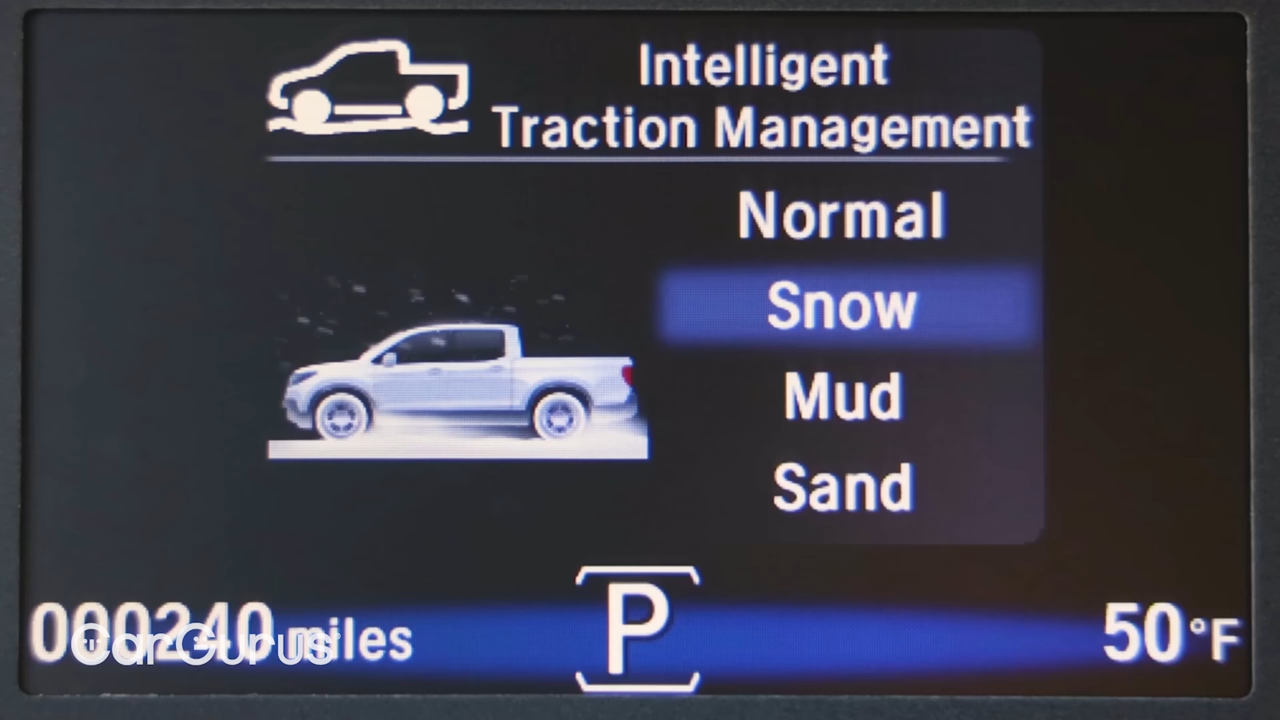 Intelligent
Traction Management
Normal
Snow
Mud
Sand
000240 miles
CarGurus
P
50°F